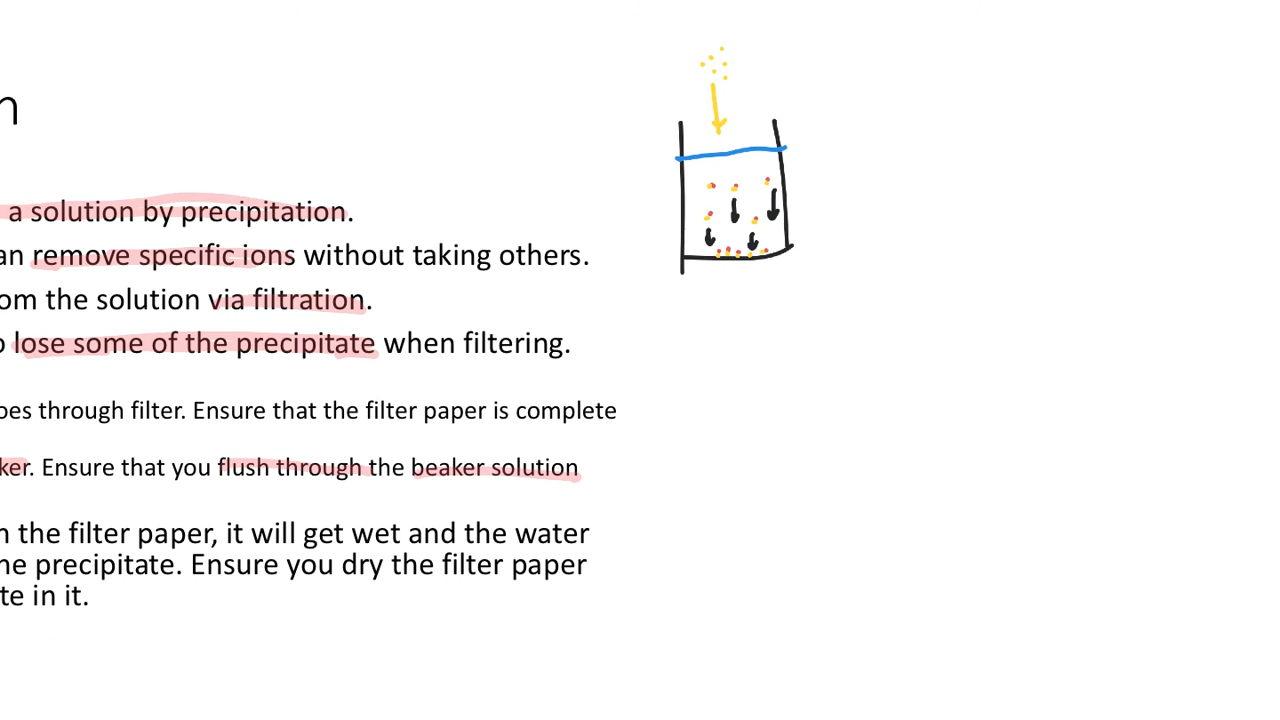 n
a solution by precipitation.
an remove specific ions without taking others.
om the solution via filtration.
o lose some of the precipitate when filtering.
oes through filter. Ensure that the filter paper is complete
ker. Ensure that you flush through the beaker solution
n the filter paper, it will get wet and the water
he precipitate. Ensure you dry the filter paper
te in it.